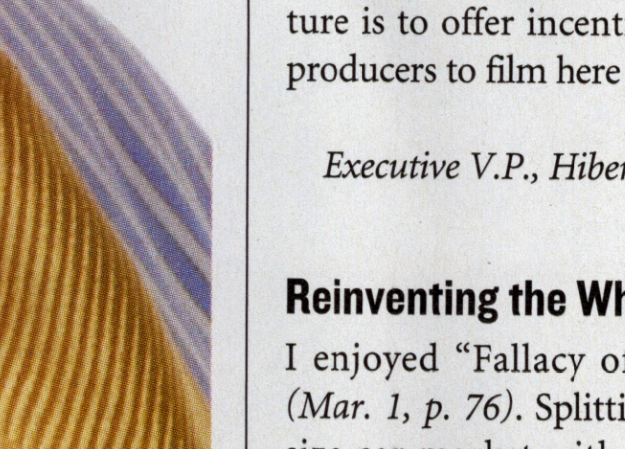 ture is to offer incent
producers to film here
Executive V.P., Hiber
Reinventing the Wh
I enjoyed “Fallacy of
(Mar. 1, p. 76). Splitti